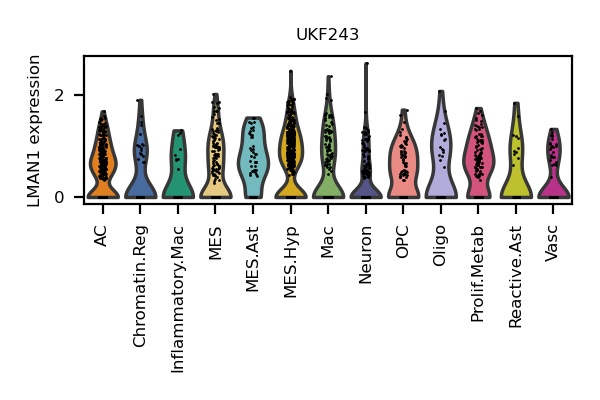 UKF243
LMAN1 expression
2
0
AC
Chromatin.Reg
Inflammatory.Mac
MES
MES.Ast
MES.Hyp
Mac
Neuron
OPC
Oligo
Prolif.Metab
Reactive.Ast
Vasc